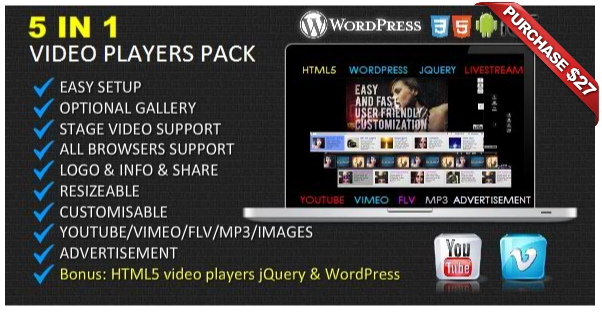 5 IN 1
VIDEO PLAYERS PACK
EASY SETUP
OPTIONAL GALLERY
STAGE VIDEO SUPPORT
ALL BROWSERS SUPPORT
LOGO & INFO & SHARE
RESIZEABLE
CUSTOMISABLE
YOUTUBE/VIMEO/FLV/MP3/IMAGES
ADVERTISEMENT
Bonus: HTML5 video players jQuery & WordPress
WORDPRESS
3 5
PURCHASE $27
HTML5 WORDPRESS JQUERY LIVESTREAM
EASY
AND FAST
USER FRIENDLY
CUSTOMIZATION
YOUTUBE VIMEO FLV MP3 ADVERTISEMENT
You
Tube